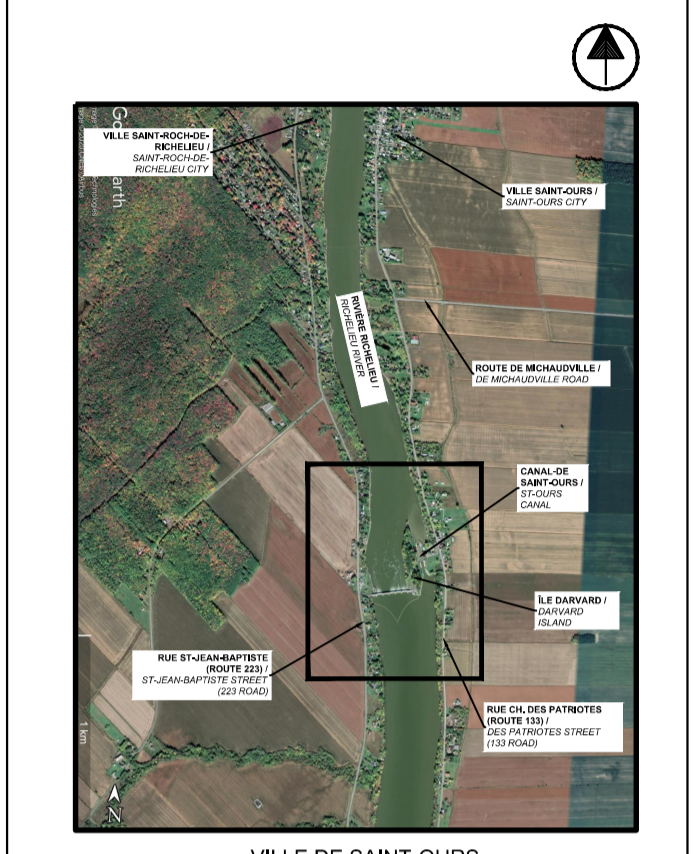 VILLE SAINT-ROCH-DE-
RICHELIEU /
SAINT-ROCH-DE-
RICHELIEU CITY
VILLE SAINT-OURS /
SAINT-OURS CITY
RIVIÈRE RICHELIEU /
RICHELIEU RIVER
ROUTE DE MICHAUDVILLE /
DE MICHAUDVILLE ROAD
CANAL-DE
SAINT-OURS /
ST-OURS
CANAL
ÎLE DARVARD /
DARVARD
ISLAND
RUE ST-JEAN-BAPTISTE
(ROUTE 223) /
ST-JEAN-BAPTISTE STREET
(223 ROAD)
RUE CH. DES PATRIOTES
(ROUTE 133) /
DES PATRIOTES STREET
(133 ROAD)
1 km
N
VILLE DE SAINT-OURS